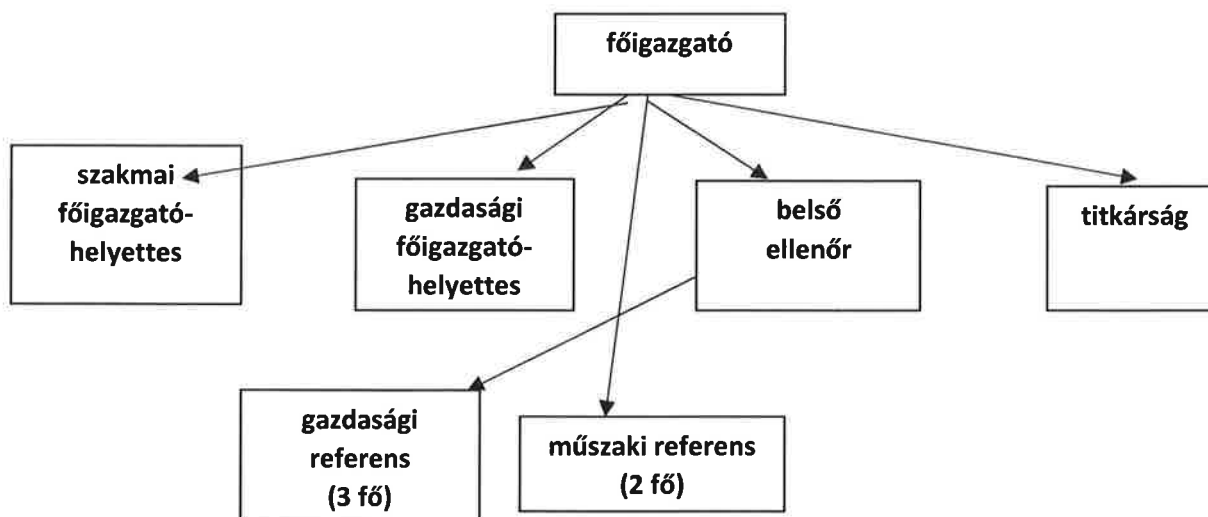 főigazgató
szakmai
főigazgató-
helyettes
gazdasági
főigazgató-
helyettes
belső
ellenőr
titkárság
gazdasági
referens
(3 fő)
műszaki referens
(2 fő)